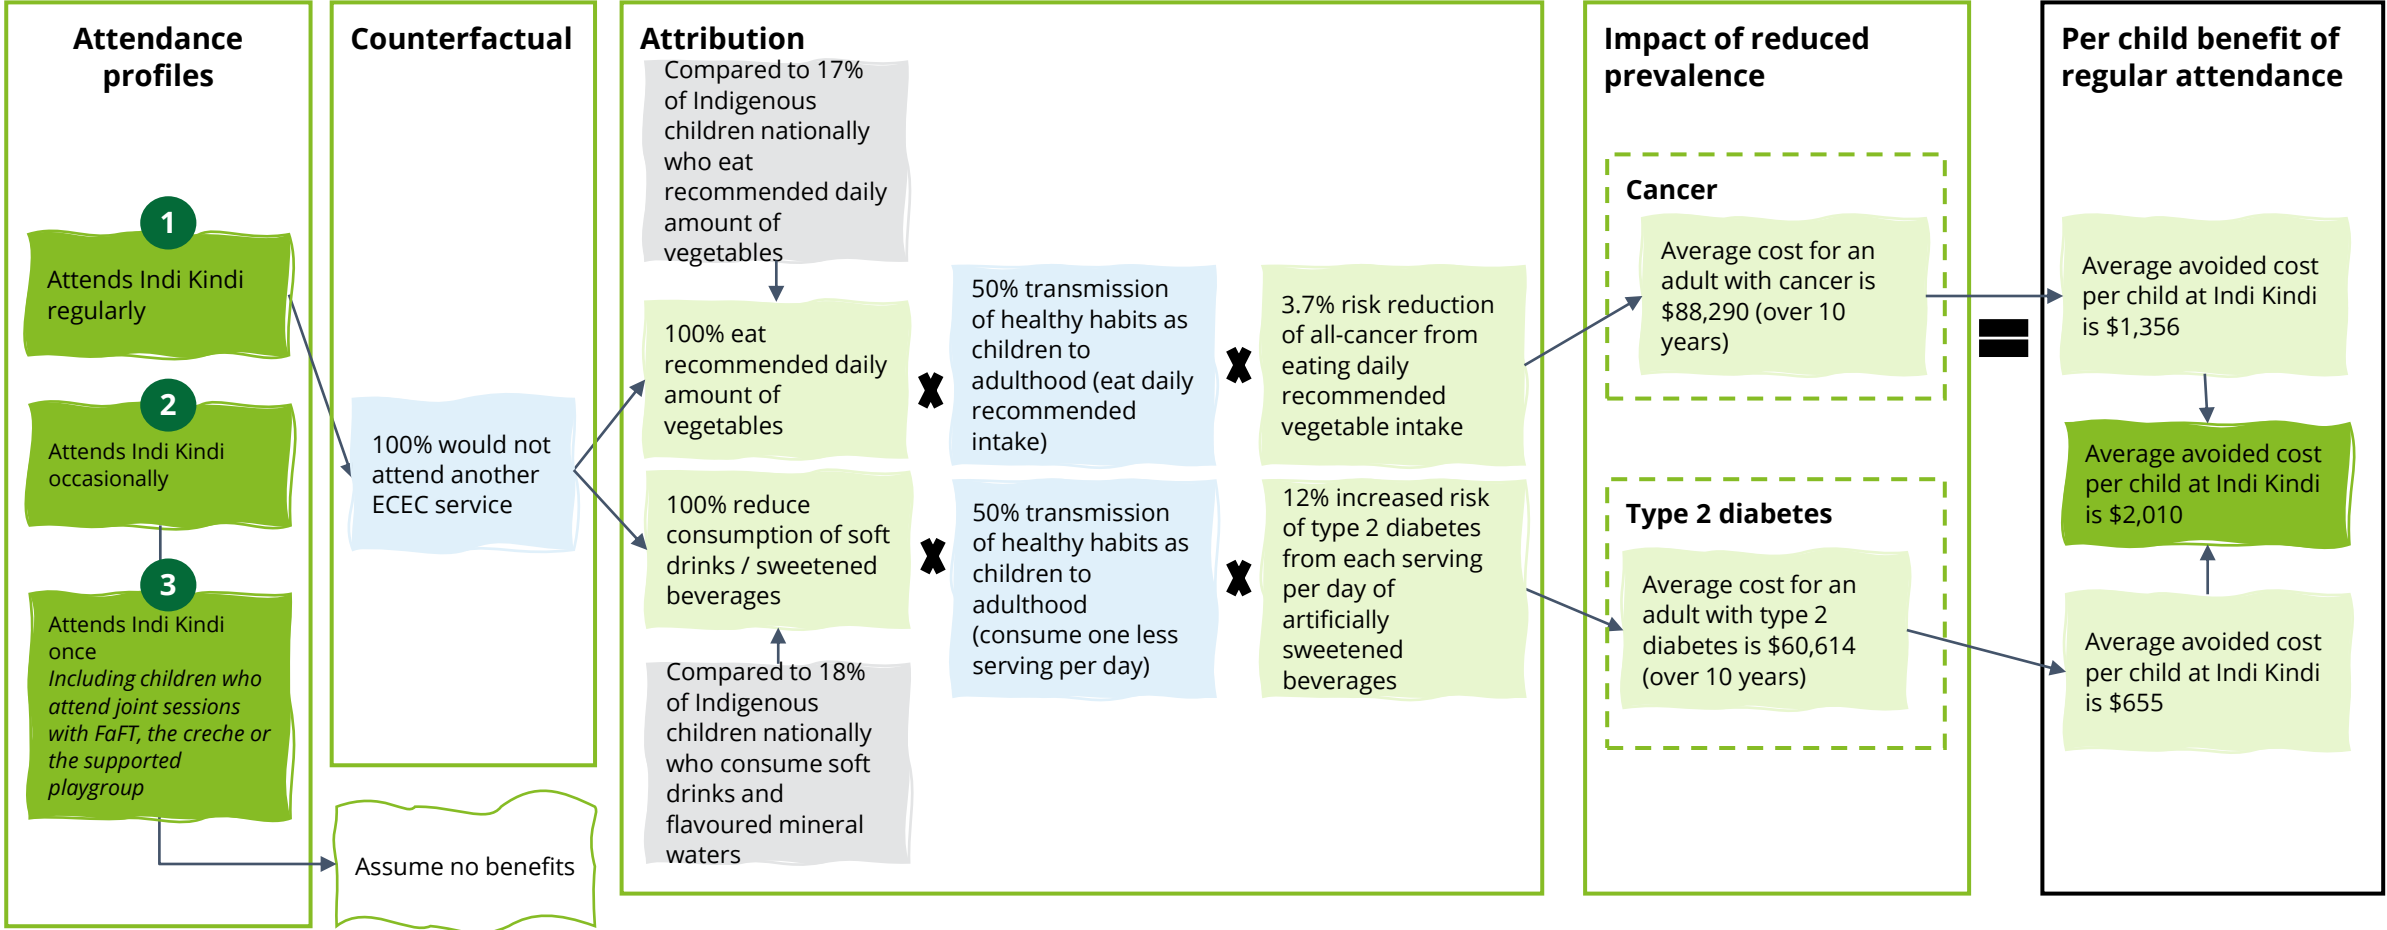 Attendance
profiles
1
Attends Indi Kindi
regularly
2
Attends Indi Kindi
occasionally
3
Attends Indi Kindi
once
Including children who
attend joint sessions
with FaFT, the creche or
the supported
playgroup
Counterfactual
100% would not
attend another
ECEC service
Assume no benefits
Attribution
Compared to 17%
of Indigenous
children nationally
who eat
recommended daily
amount of
vegetables
100% eat
recommended daily
amount of
vegetables
50% transmission
of healthy habits as
children to
adulthood (eat daily
recommended
intake)
3.7% risk reduction
of all-cancer from
eating daily
recommended
vegetable intake
100% reduce
consumption of soft
drinks / sweetened
beverages
50% transmission
of healthy habits as
children to
adulthood
(consume one less
serving per day)
12% increased risk
of type 2 diabetes
from each serving
per day of
artificially
sweetened
beverages
Compared to 18%
of Indigenous
children nationally
who consume soft
drinks and
flavoured mineral
waters
Impact of reduced
prevalence
Cancer
Average cost for an
adult with cancer is
$88,290 (over 10
years)
Type 2 diabetes
Average cost for an
adult with type 2
diabetes is $60,614
(over 10 years)
Per child benefit of
regular attendance
Average avoided cost
per child at Indi Kindi
is $1,356
Average avoided cost
per child at Indi Kindi
is $2,010
Average avoided cost
per child at Indi Kindi
is $655